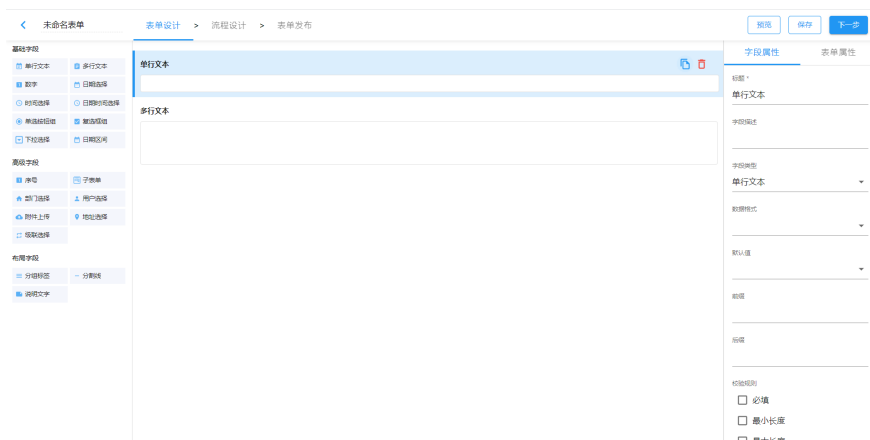 未命名表单
表单设计 > 流程设计 > 表单发布
预览 保存 下一步
基础字段
单行文本 多行文本
数字 日期选择
时间选择 日期时间选择
单选按钮组 复选框组
下拉选择 日期区间
高级字段
序号 子表单
部门选择 用户选择
附件上传 地址选择
级联选择
布局字段
分组标签 分割线
说明文字
单行文本
多行文本
字段属性 表单属性
标题 *
单行文本
字段描述
字段类型
单行文本
数据格式
默认值
前缀
后缀
校验规则
必填
最小长度
最大长度